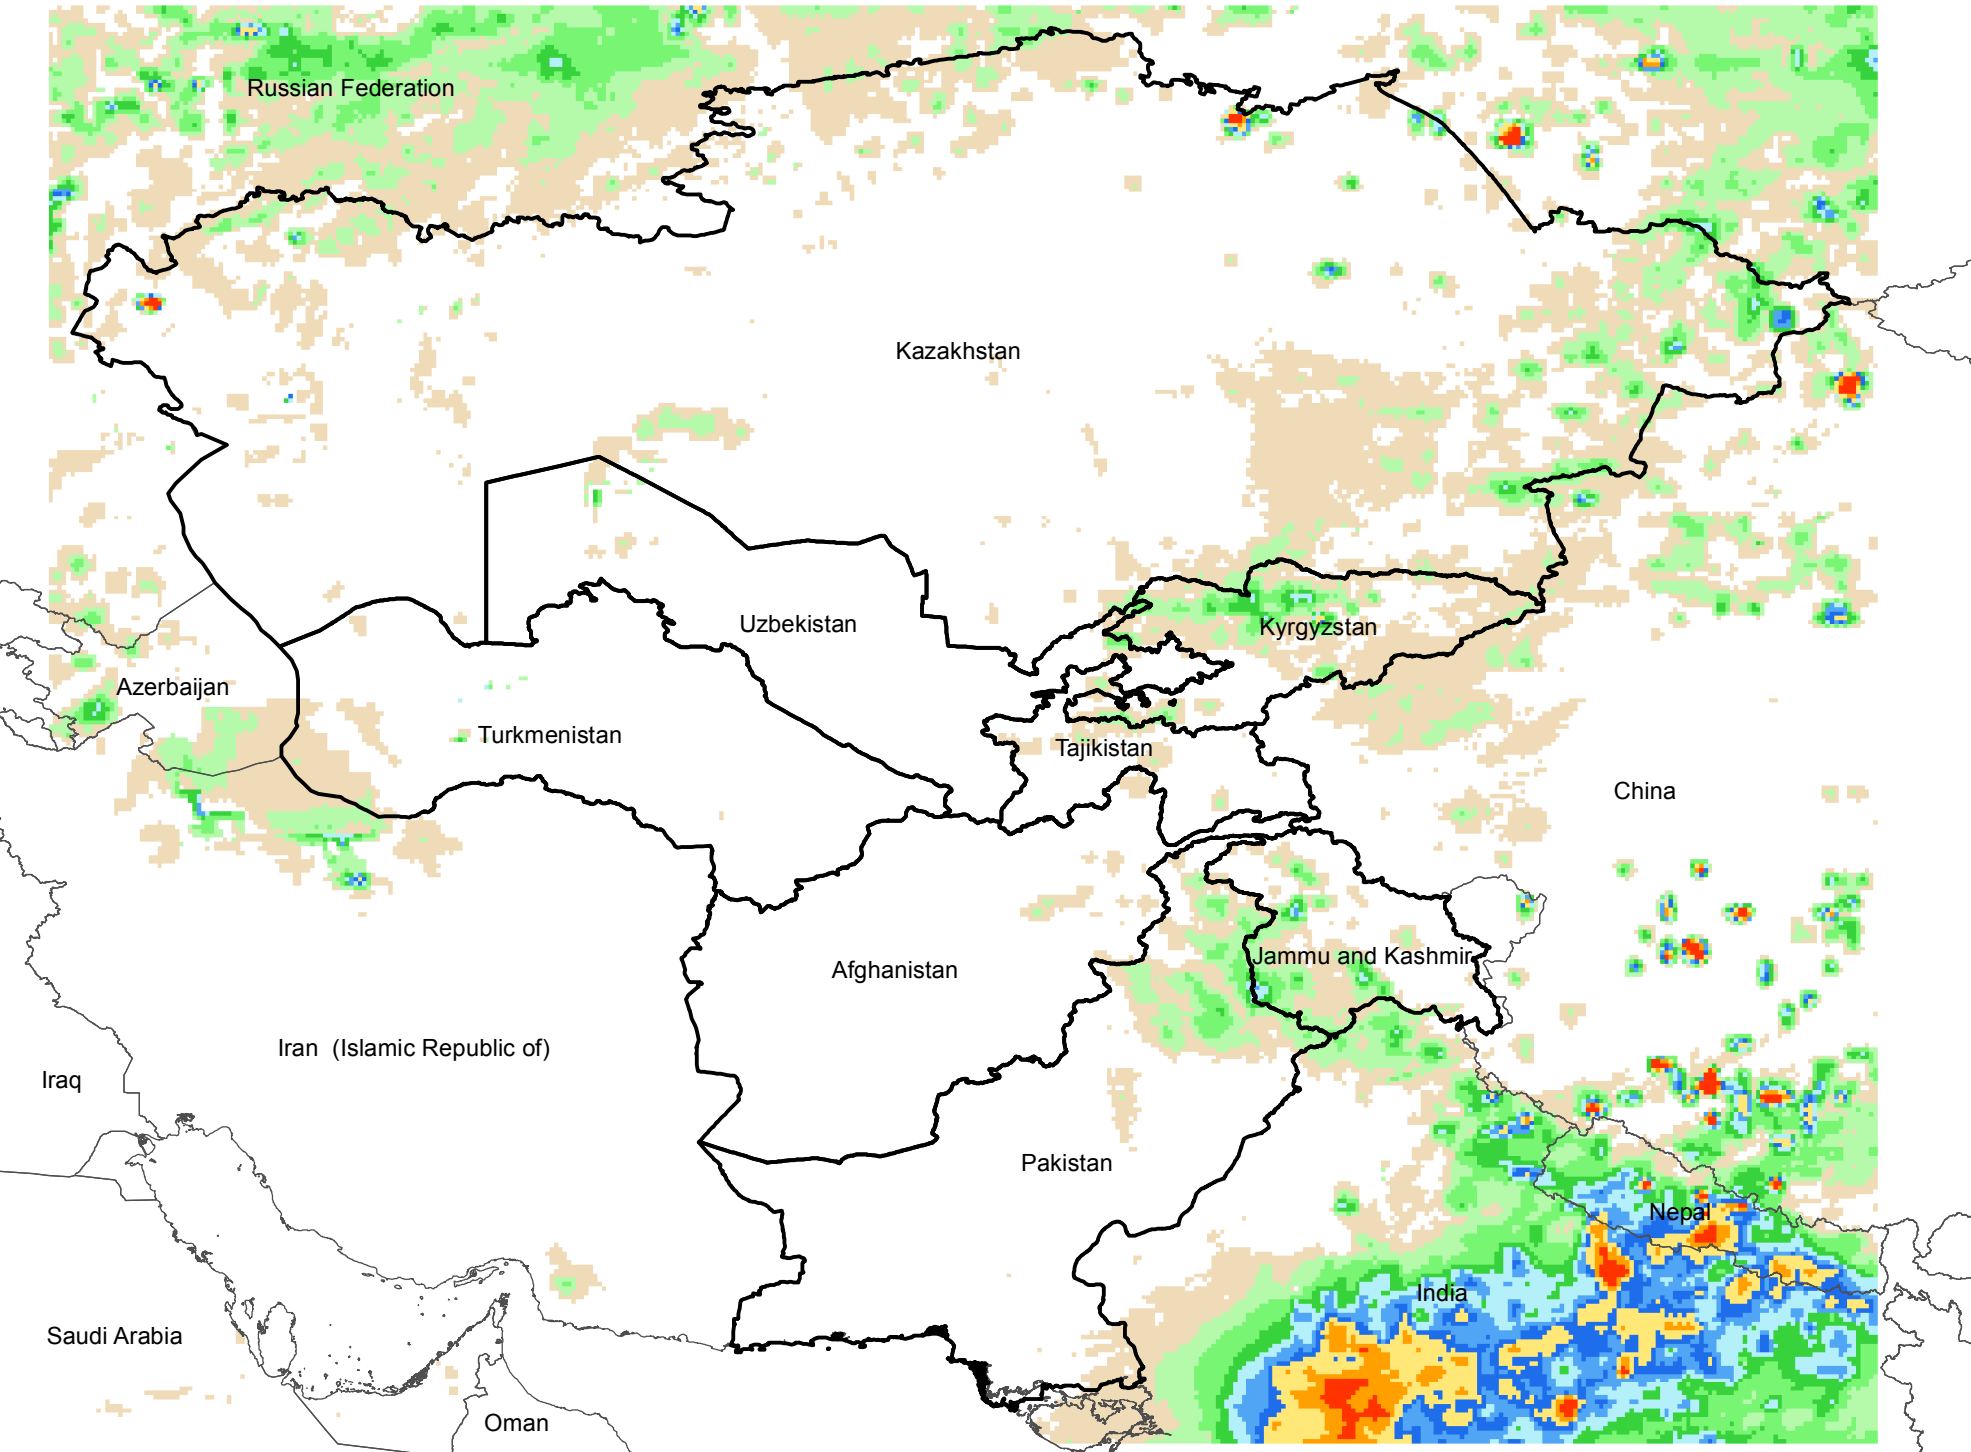 Russian Federation
Kazakhstan
Uzbekistan
Kyrgyzstan
Azerbaijan
Turkmenistan
Tajikistan
China
Jammu and Kashmir
Afghanistan
Iran  (Islamic Republic of)
Iraq
Pakistan
Nepal
India
Saudi Arabia
Oman